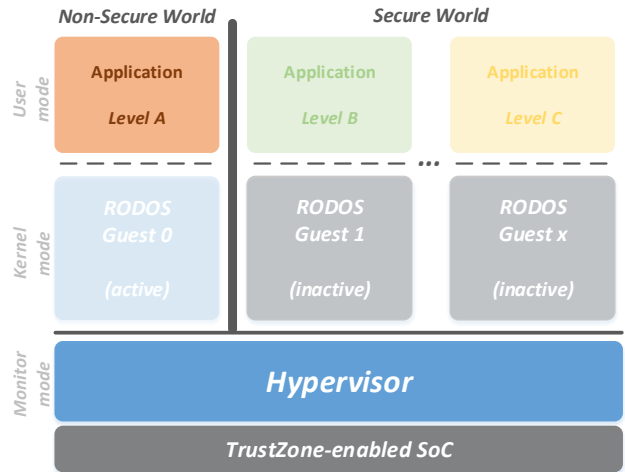 Non-Secure World
Secure World
User
mode
Application
Level A
Application
Level B
Application
Level C
...
Kernel
mode
RODOS
Guest 0
(active)
RODOS
Guest 1
(inactive)
RODOS
Guest x
(inactive)
Monitor
mode
Hypervisor
TrustZone-enabled SoC